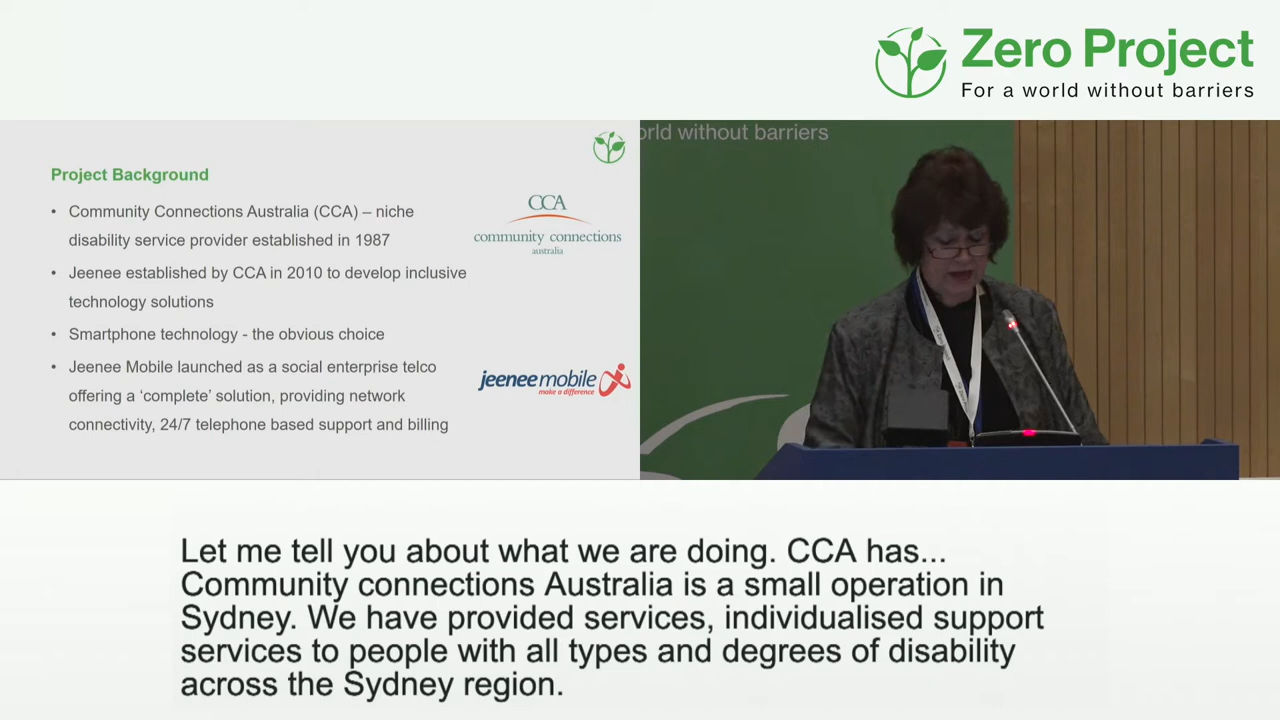 Zero Project
For a world without barriers
Project Background
• Community Connections Australia (CCA) – niche
disability service provider established in 1987
• Jeenee established by CCA in 2010 to develop inclusive
technology solutions
• Smartphone technology - the obvious choice
• Jeenee Mobile launched as a social enterprise telco
offering a ‘complete’ solution, providing network
connectivity, 24/7 telephone based support and billing
CCA
community connections
australia
jeenee mobile
make a difference
orld without barriers
Let me tell you about what we are doing. CCA has...
Community connections Australia is a small operation in
Sydney. We have provided services, individualised support
services to people with all types and degrees of disability
across the Sydney region.